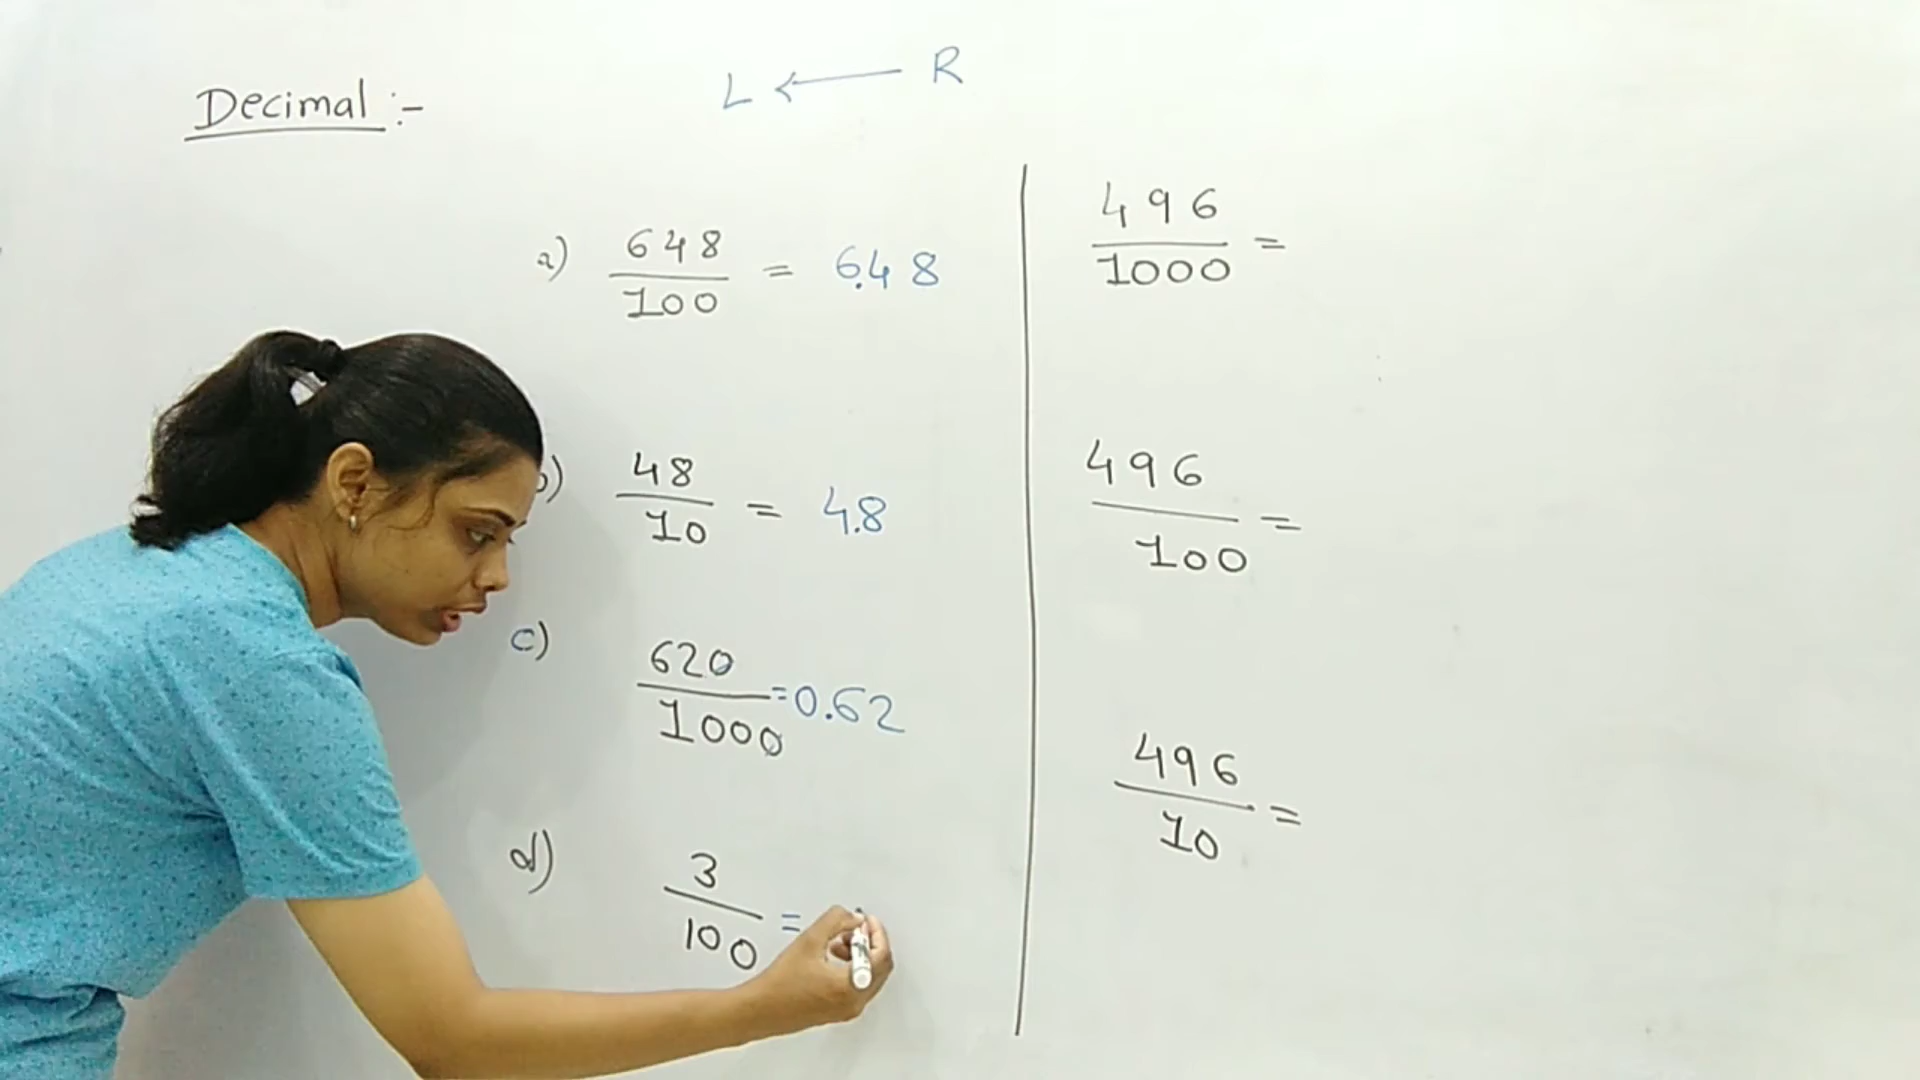 Decimal :-
L ← R
a) 648/100 = 6.48
b) 48/10 = 4.8
c) 620/1000 = 0.62
d) 3/100 =
496/1000 =
496/100 =
496/10 =